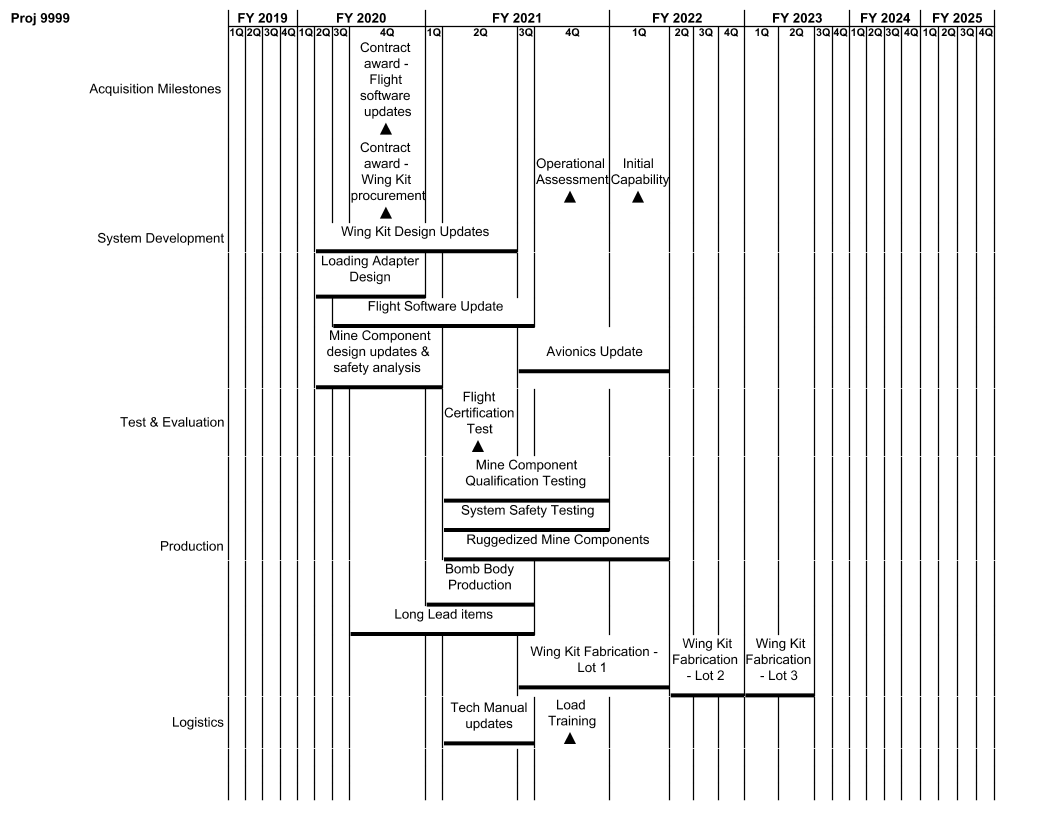 Proj 9999
FY 2019 FY 2020 FY 2021 FY 2022 FY 2023 FY 2024 FY 2025
1Q 2Q 3Q 4Q 1Q 2Q 3Q 4Q 1Q 2Q 3Q 4Q 1Q 2Q 3Q 4Q 1Q 2Q 3Q 4Q 1Q 2Q 3Q 4Q 1Q 2Q 3Q 4Q
Acquisition Milestones
Contract
award -
Flight
software
updates
Contract
award -
Wing Kit
procurement
Operational
Assessment
Initial
Capability
System Development
Wing Kit Design Updates
Loading Adapter
Design
Flight Software Update
Mine Component
design updates &
safety analysis
Avionics Update
Test & Evaluation
Flight
Certification
Test
Mine Component
Qualification Testing
System Safety Testing
Production
Ruggedized Mine Components
Bomb Body
Production
Long Lead items
Wing Kit Fabrication -
Lot 1
Wing Kit
Fabrication
- Lot 2
Wing Kit
Fabrication
- Lot 3
Logistics
Tech Manual
updates
Load
Training